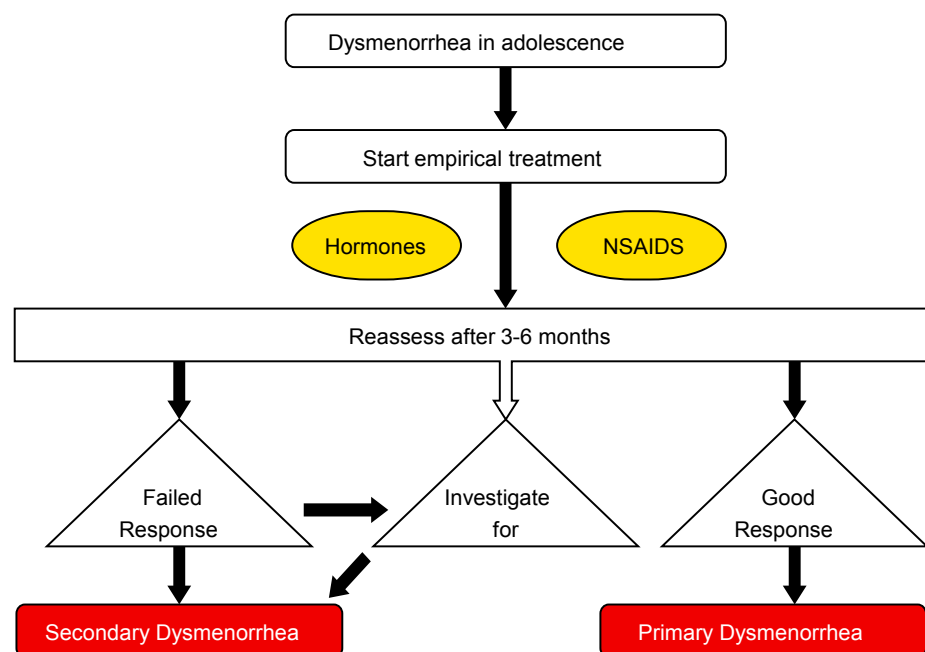 Dysmenorrhea in adolescence
Start empirical treatment
Hormones
NSAIDS
Reassess after 3-6 months
Failed
Response
Investigate
for
Good
Response
Secondary Dysmenorrhea
Primary Dysmenorrhea